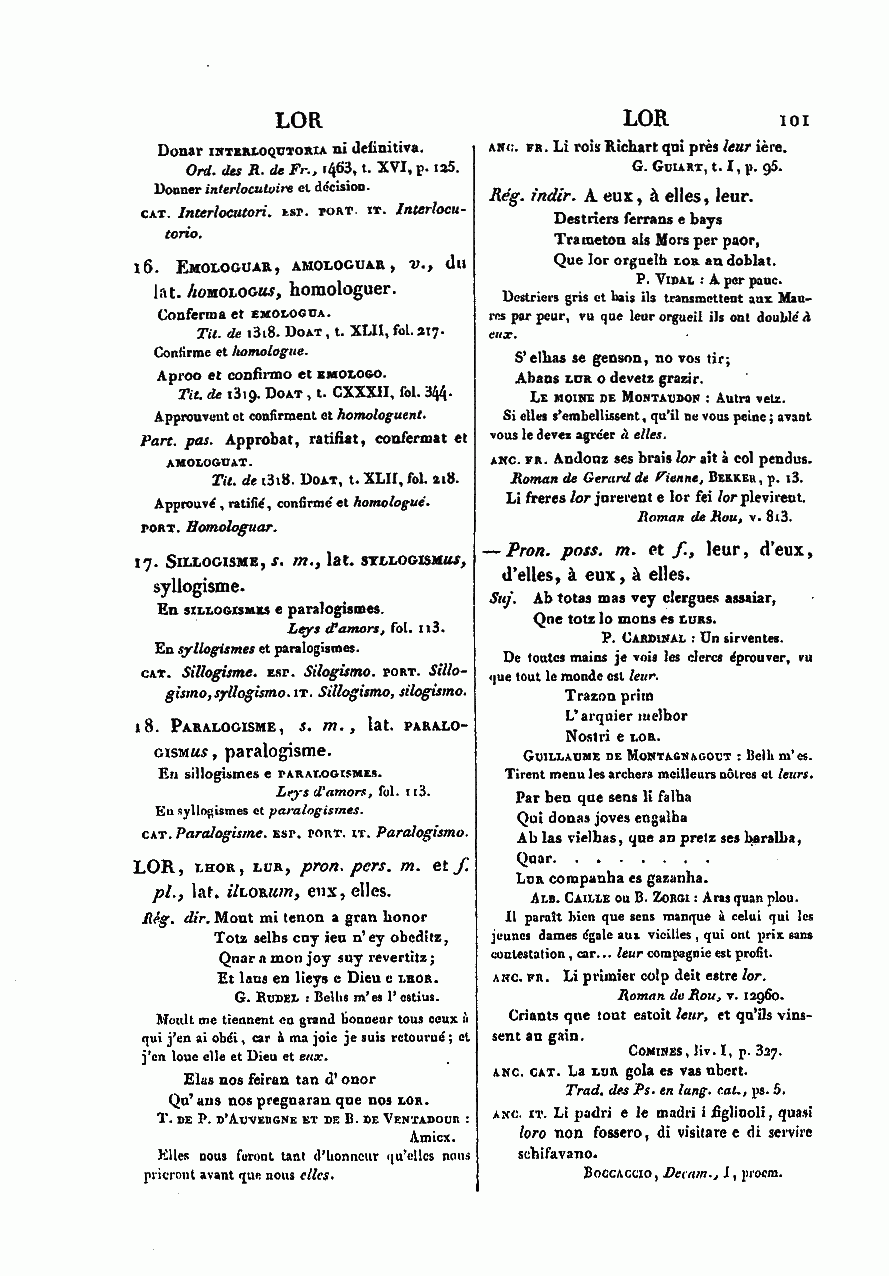 LOR
LOR 101
Donar INTERLOQUTORIA ni definitiva.
Ord. des R. de Fr., 1463, t. XVI, p. 125.
Donner interlocutoire et décision.
CAT. Interlocutori. ESP. PORT. IT. Interlocu-
torio.
16. EMOLOGUAR, AMOLOGUAR, v., du
lat. hoMOLOGus, homologuer.
Conferma et EMOLOGUA.
Tit. de 1318. DOAT, t. XLII, fol. 217.
Confirme et homologue.
Aproo et confirmo et EMOLOGO.
Tit. de 1319. DOAT, t. CXXXII, fol. 344.
Approuvent et confirment et homologuent.
Part. pas. Approbat, ratifiat, confermat et
AMOLOGUAT.
Tit. de 1318. DOAT, t. XLII, fol. 218.
Approuvé, ratifié, confirmé et homologué.
PORT. Homologuar.
17. SILLOGISME, s. m., lat. SYLLOGISMus,
syllogisme.
En SILLOGISMES e paralogismes.
Leys d'amors, fol. 113.
En syllogismes et paralogismes.
CAT. Sillogisme. ESP. Silogismo. PORT. Sillo-
gismo, syllogismo. IT. Sillogismo, silogismo.
18. PARALOGISME, s. m., lat. PARALO-
GISMus, paralogisme.
En sillogismes e PARALOGISMES.
Leys d'amors, fol. 113.
En syllogismes et paralogismes.
CAT. Paralogisme. ESP. PORT. IT. Paralogismo.
LOR, LHOR, LUR, pron. pers. m. et f.
pl., lat. ilLORum, eux, elles.
Rég. dir. Mout mi tenon a gran honor
Totz selhs cuy ieu n'ey obeditz,
Quar a mon joy suy revertitz;
Et laus en lieys e Dieu e LHOR.
G. RUDEL : Belhs m'es l'estius.
Moult me tiennent en grand honneur tous ceux à
qui j'en ai obéi, car à ma joie je suis retourné; et
j'en loue elle et Dieu et eux.
Elas nos feiran tan d'onor
Qu'ans nos pregnaran que nos LOR.
T. DE P. D'AUVERGNE ET DE B. DE VENTADOUR :
Amicx.
Elles nous feront tant d'honneur qu'elles nous
prieront avant que nous elles.
ANC. FR. Li rois Richart qui près leur ière.
G. GUIART, t. I, p. 95.
Rég. indir. A eux, à elles, leur.
Destriers ferrans e bays
Trameton als Mors per paor,
Que lor orguelh LOR an doblat.
P. VIDAL : A per pauc.
Destriers gris et bais ils transmettent aux Mau-
res par peur, vu que leur orgueil ils ont doublé à
eux.
S'elhas se genson, no vos tir;
Abans LUR o devetz grazir.
LE MOINE DE MONTAUDON : Autra vetz.
Si elles s'embellissent, qu'il ne vous peine; avant
vous le devez agréer à elles.
ANC. FR. Andonz ses brais lor ait à col pendus.
Roman de Gerard de Vienne, BEKKER, p. 13.
Li freres lor jurerent e lor fei lor plevirent.
Roman de Rou, v. 813.
— Pron. poss. m. et f., leur, d'eux,
d'elles, à eux, à elles.
Suj. Ab totas mas vey clergues assaiar,
Que totz lo mons es LURS.
P. CARDINAL : Un sirventes.
De toutes mains je vois les clercs éprouver, vu
que tout le monde est leur.
Trazon prim
L'arquier melhor
Nostri e LOR.
GUILLAUME DE MONTAGNAGOUT : Belh m'es.
Tirent menu les archers meilleurs nôtres et leurs.
Par ben que sens li falha
Qui donas joves engalha
Ab las vielhas, que an pretz ses baralha,
Quar. . . . . . . .
LUR companha es gazanha.
ALB. CAILLE ou B. ZORGI : Aras quan plou.
Il paraît bien que sens manque à celui qui les
jeunes dames égale aux vieilles, qui ont prix sans
contestation, car... leur compagnie est profit.
ANC. FR. Li primier colp deit estre lor.
Roman de Rou, v. 12960.
Criants que tout estoit leur, et qu'ils vins-
sent au gain.
COMINES, liv. I, p. 327.
ANC. CAT. La LUR gola es vas ubert.
Trad. des Ps. en lang. cat., ps. 5.
ANC. IT. Li padri e le madri i figliuoli, quasi
loro non fossero, di visitare e di servire
schifavano.
BOCCACCIO, Decam., I, proem.